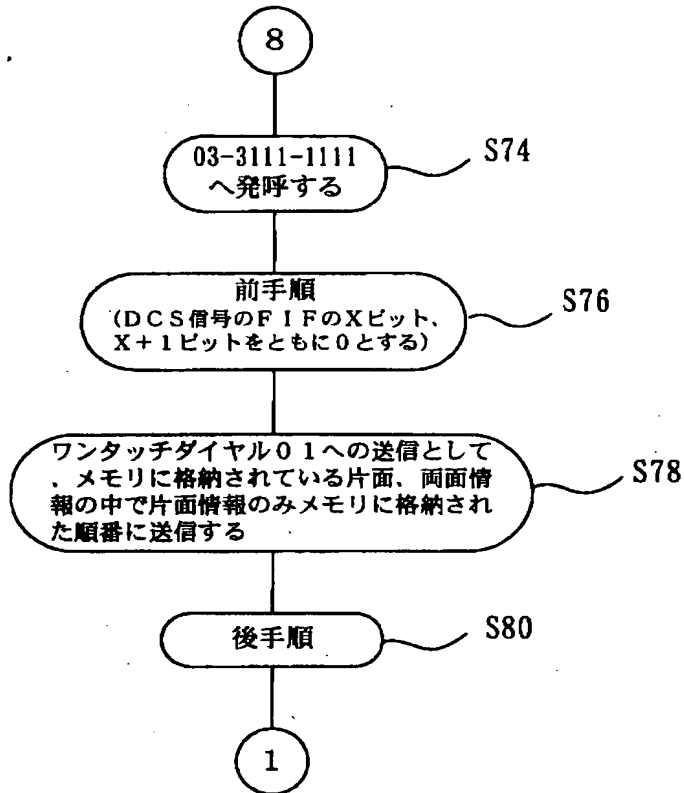 8
03-3111-1111
へ発呼する
S74
前手順
(DCS信号のFIFのXビット、
X+1ビットをともに0とする)
S76
ワンタッチダイヤル01への送信として
、メモリに格納されている片面、両面情
報の中で片面情報のみメモリに格納され
た順番に送信する
S78
後手順
S80
1